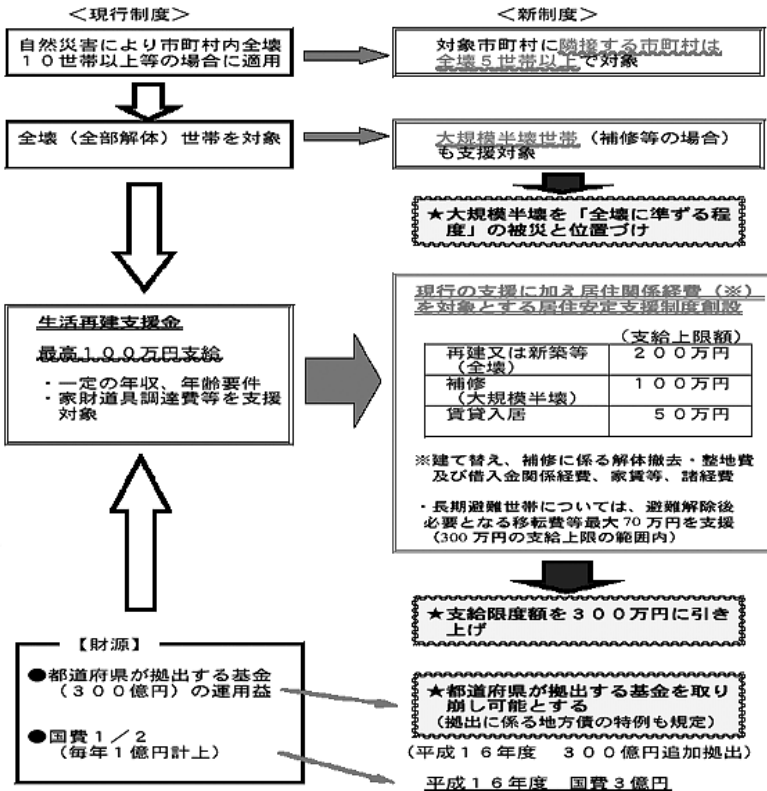 ＜現行制度＞
＜新制度＞
自然災害により市町村内全壊
１０世帯以上等の場合に適用
対象市町村に隣接する市町村は
全壊５世帯以上で対象
全壊（全部解体）世帯を対象
大規模半壊世帯（補修等の場合）
も支援対象
★大規模半壊を「全壊に準ずる程
度」の被災と位置づけ
生活再建支援金
最高１００万円支給
・一定の年収、年齢要件
・家財道具調達費等を支援
対象
現行の支援に加え居住関係経費（※）
を対象とする居住安定支援制度創設
（支給上限額）
再建又は新築等
（全壊）
２００万円
補修
（大規模半壊）
１００万円
賃貸入居
５０万円
※建て替え、補修に係る解体撤去・整地費
及び借入金関係経費、家賃等、諸経費
・長期避難世帯については、避難解除後
必要となる移転費等最大70万円を支援
（300万円の支給上限の範囲内）
★支給限度額を３００万円に引き
上げ
【財源】
●都道府県が拠出する基金
（３００億円）の運用益
●国費１／２
（毎年１億円計上）
★都道府県が拠出する基金を取り
崩し可能とする
（拠出に係る地方債の特例も規定）
（平成１６年度　３００億円追加拠出）
平成１６年度　国費３億円